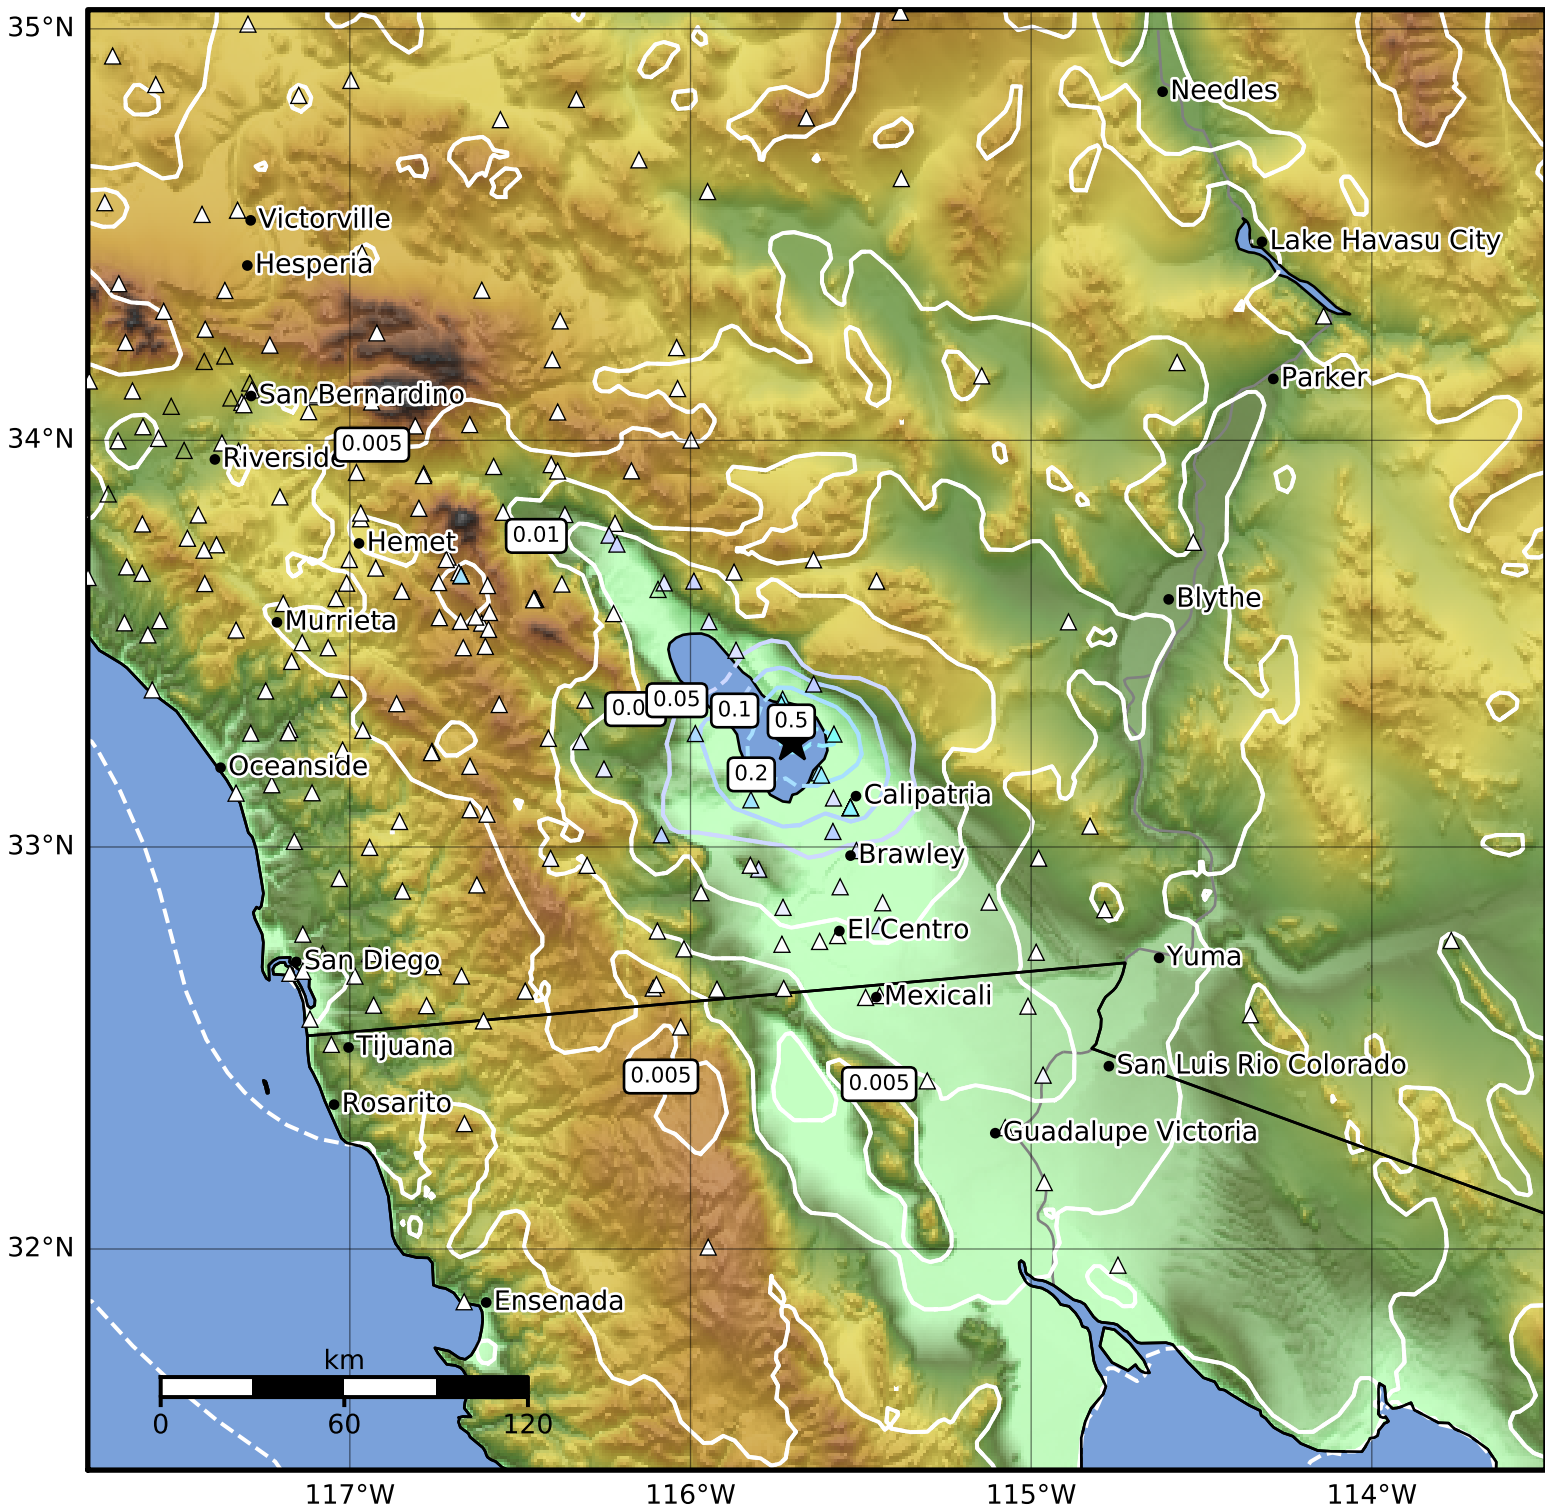 35°N
Needles
Victorville
Lake Havasu City
Hesperia
Parker
San Bernardino
34°N
0.005
Riverside
0.01
Hemet
Blythe
Murrieta
0.0
0.05
0.1
0.5
Oceanside
0.2
Calipatria
33°N
Brawley
El Centro
San Diego
Yuma
Mexicali
Tijuana
San Luis Rio Colorado
0.005
0.005
Rosarito
Guadalupe Victoria
32°N
Ensenada
km
0
60
120
117°W
116°W
115°W
114°W